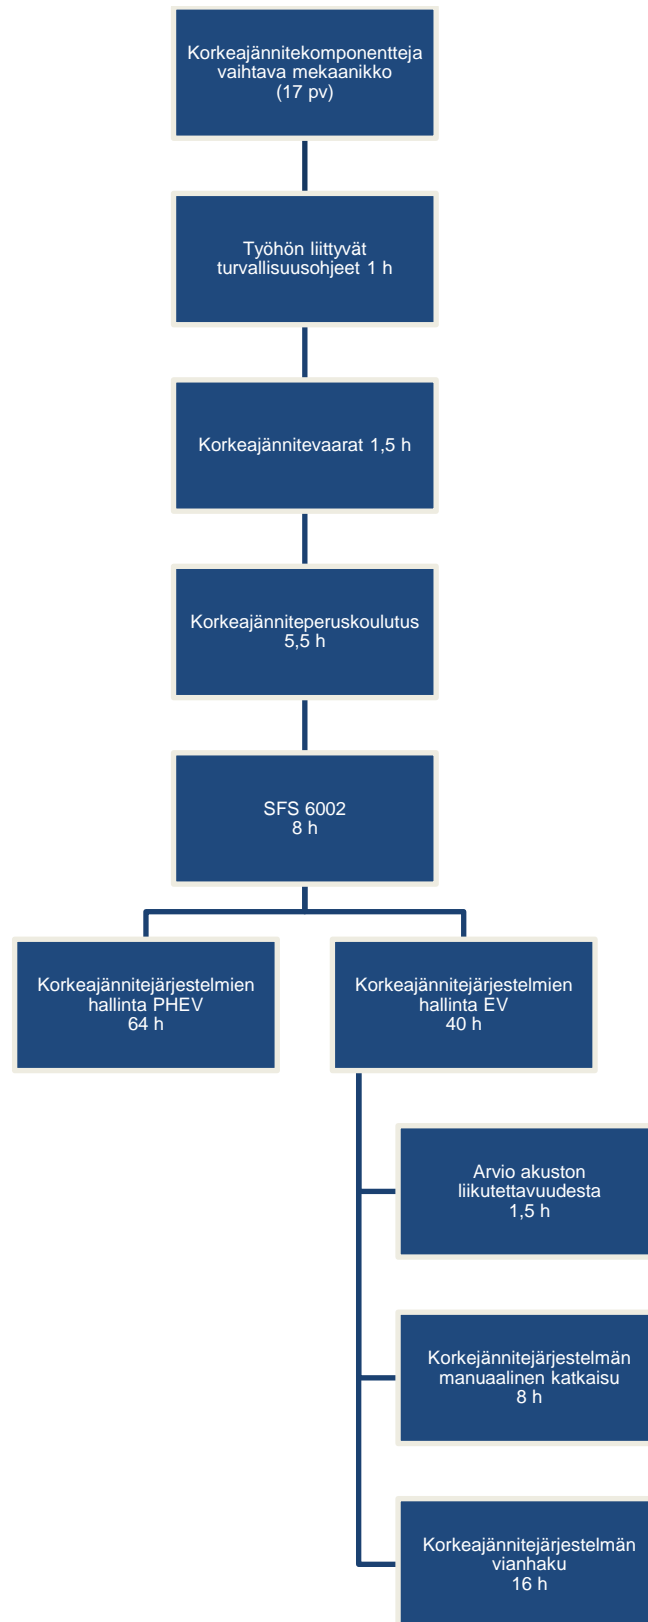 Korkeajännitekomponentteja
vaihtava mekaanikko
(17 pv)
Työhön liittyvät
turvallisuusohjeet 1 h
Korkeajännitevaarat 1,5 h
Korkeajänniteperuskoulutus
5,5 h
SFS 6002
8 h
Korkeajännitejärjestelmien
hallinta PHEV
64 h
Korkeajännitejärjestelmien
hallinta EV
40 h
Arvio akuston
liikutettavuudesta
1,5 h
Korkejännitejärjestelmän
manuaalinen katkaisu
8 h
Korkeajännitejärjestelmän
vianhaku
16 h